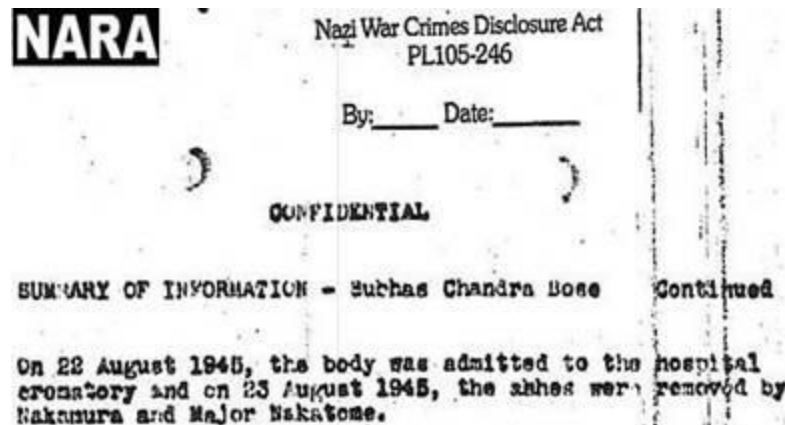 NARA
Nazi War Crimes Disclosure Act
PL105-246
By: Date:
CONFIDENTIAL
SUMMARY OF INFORMATION - Subhas Chandra Bose Continued
On 22 August 1945, the body was admitted to the hospital
crematory and on 23 August 1945, the ahhes were removed by
Nakamura and Major Nakatome.